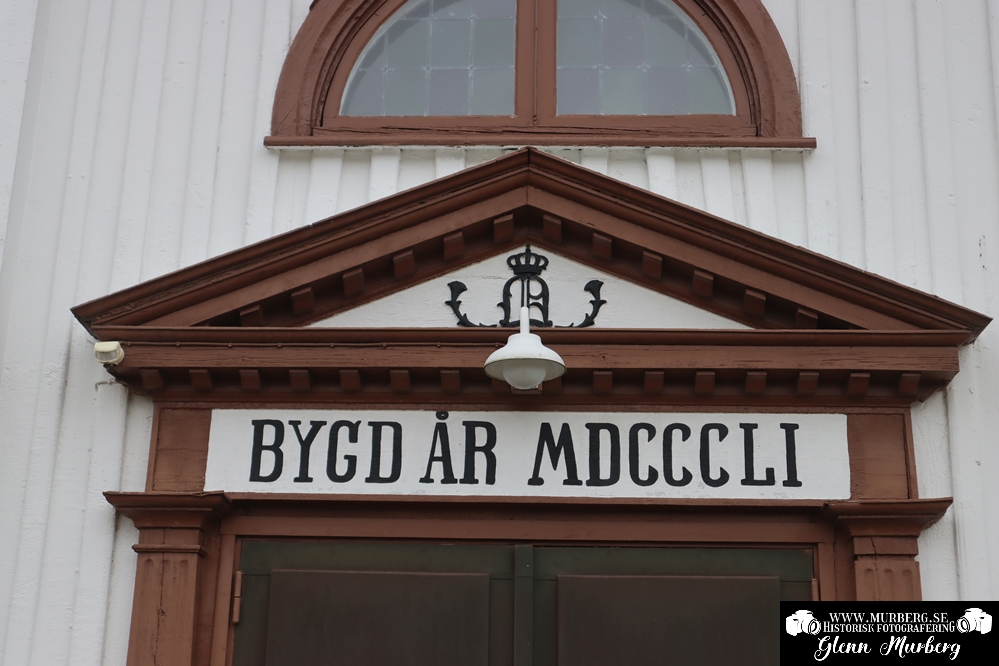 BYGD ÅR MDCCCLI
WWW.MURBERG.SE
HISTORISK FOTOGRAFERING
Glenn Murberg